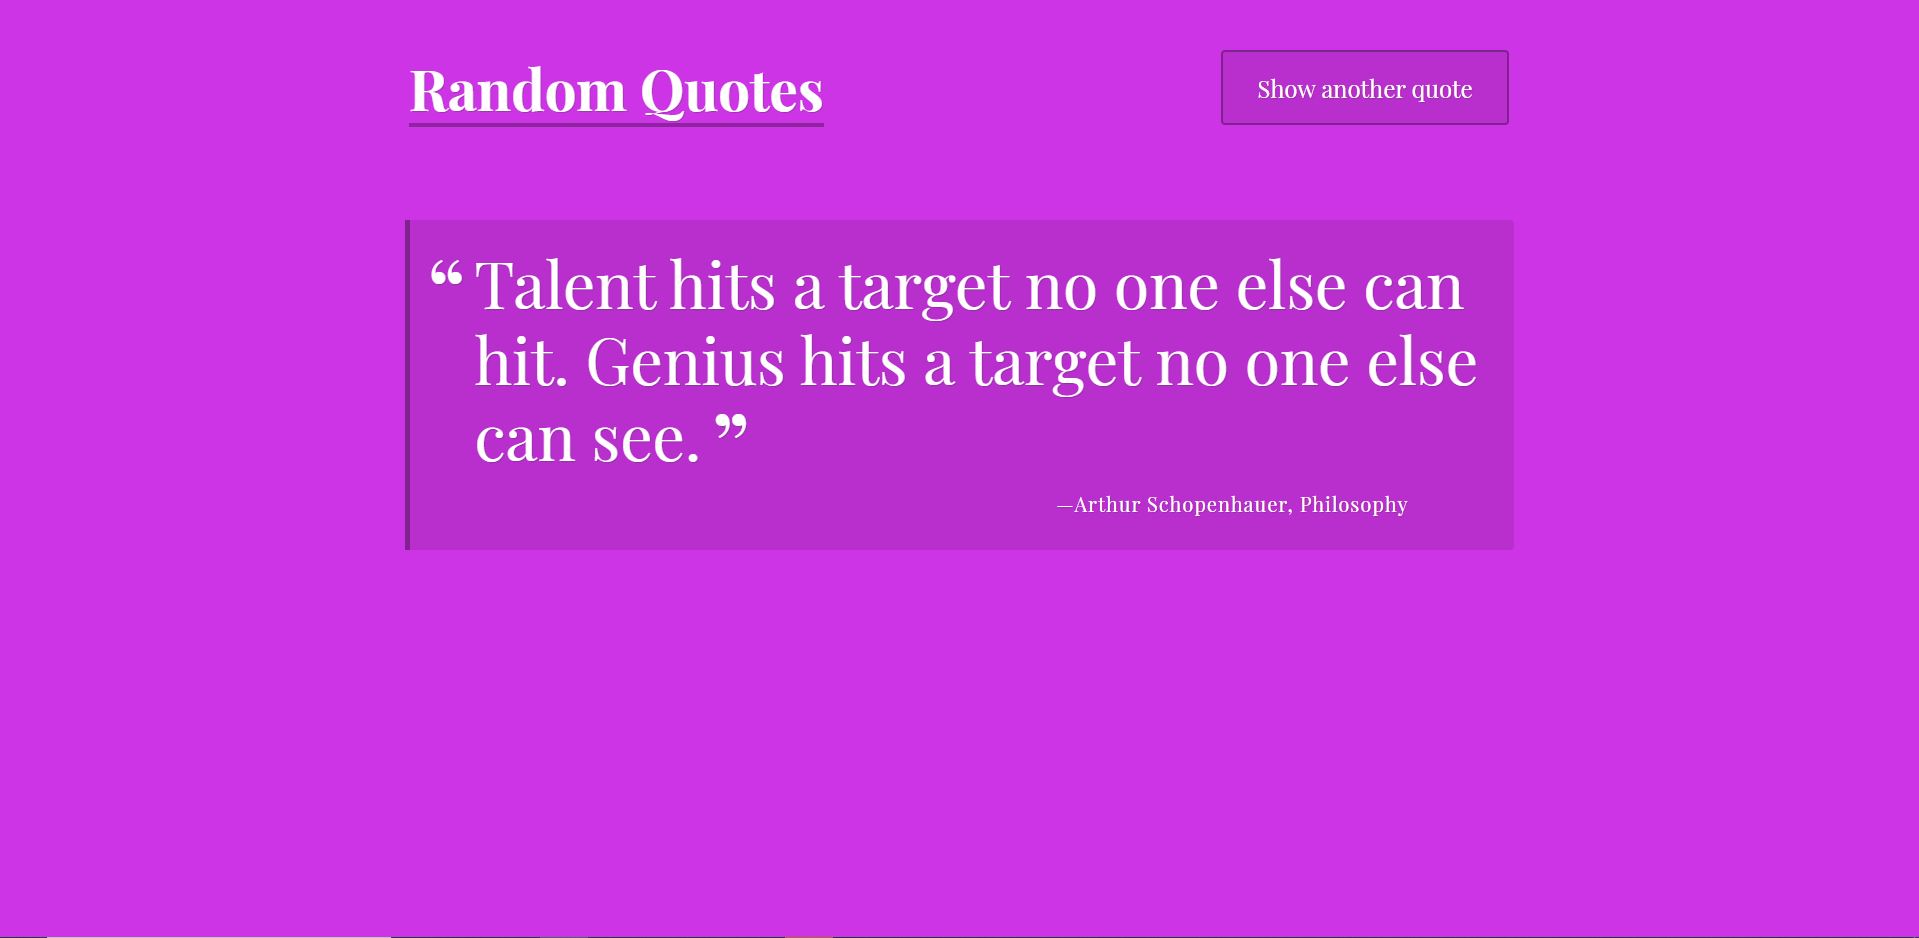 Random Quotes
Show another quote
“ Talent hits a target no one else can
hit. Genius hits a target no one else
can see. ”
—Arthur Schopenhauer, Philosophy